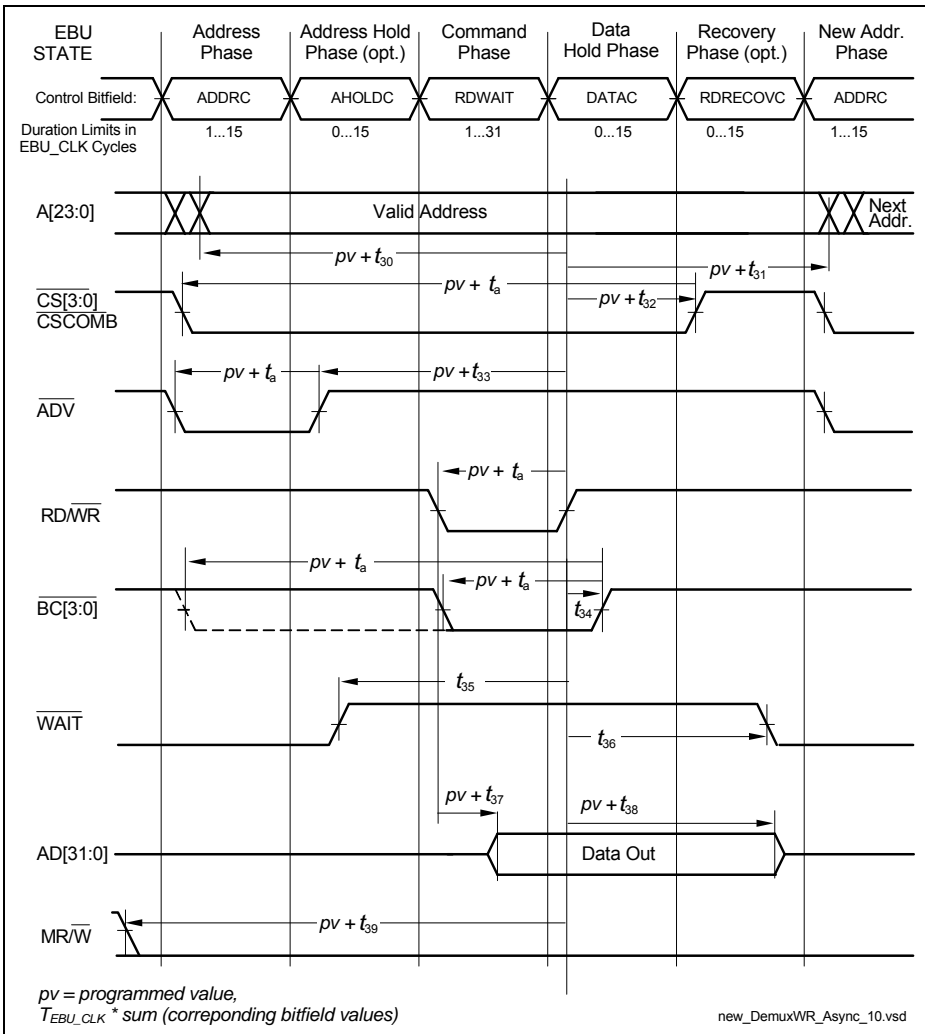 EBU STATE
Address Phase
Address Hold Phase (opt.)
Command Phase
Data Hold Phase
Recovery Phase (opt.)
New Addr. Phase
Control Bitfield: ADDRC AHOLDC RDWAIT DATAC RDRECOVC ADDRC
Duration Limits in EBU_CLK Cycles
1...15 0...15 1...31 0...15 0...15 1...15
A[23:0] Valid Address Next Addr.
pv + t30
pv + t31
pv + ta
CS[3:0]
CSCOMB
pv + t32
pv + ta pv + t33
ADV
pv + ta
RD/WR
pv + ta
pv + ta
BC[3:0]
t34
t35
WAIT
t36
pv + t37
pv + t38
AD[31:0] Data Out
MR/W pv + t39
pv = programmed value,
TEBU_CLK * sum (correponding bitfield values)
new_DemuxWR_Async_10.vsd